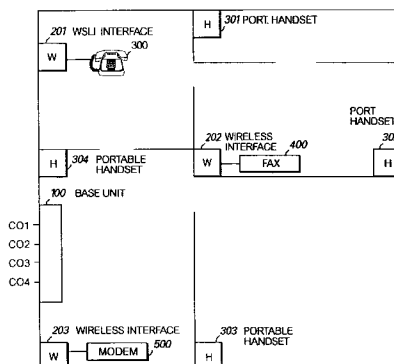 201 WSLI INTERFACE
300
W
H
301 PORT. HANDSET
H
304 PORTABLE
HANDSET
202 WIRELESS
INTERFACE
400
W
FAX
PORT
HANDSET
30
H
100 BASE UNIT
CO1
CO2
CO3
CO4
203 WIRELESS INTERFACE
W
MODEM
500
303 PORTABLE
HANDSET
H